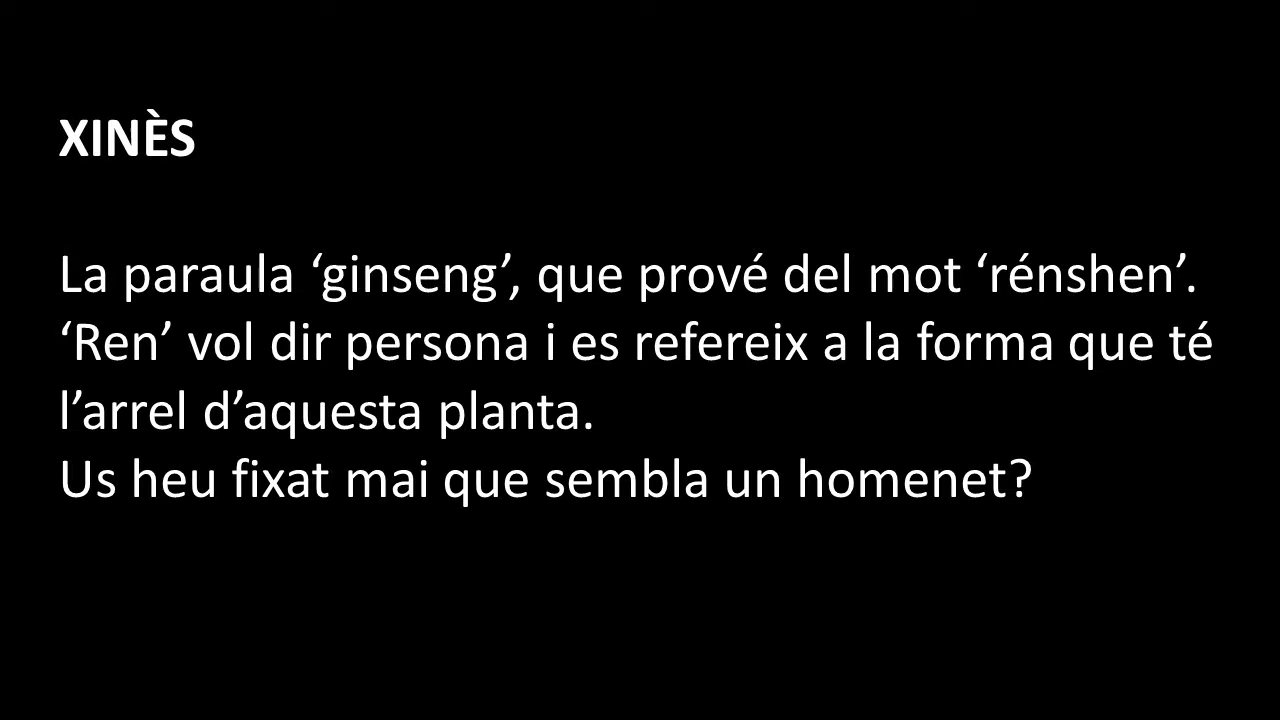 XINÈS
La paraula ‘ginseng’, que prové del mot ‘rénshen’.
‘Ren’ vol dir persona i es refereix a la forma que té
l’arrel d’aquesta planta.
Us heu fixat mai que sembla un homenet?